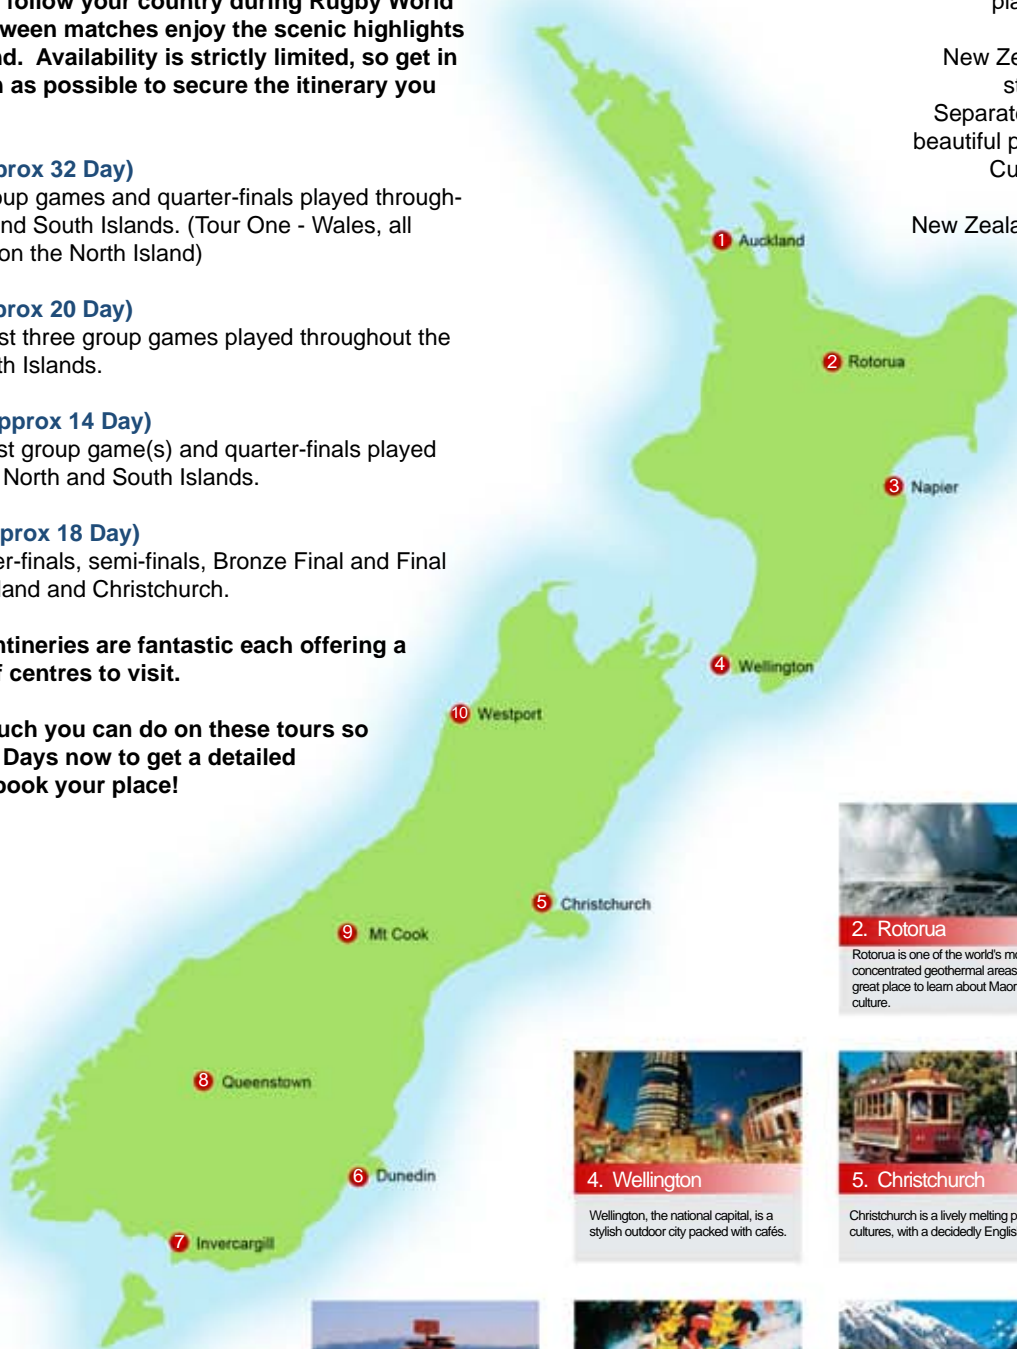 follow your country during Rugby World
ween matches enjoy the scenic highlights
nd. Availability is strictly limited, so get in
as possible to secure the itinerary you
prox 32 Day)
oup games and quarter-finals played through-
nd South Islands. (Tour One - Wales, all
on the North Island)
prox 20 Day)
st three group games played throughout the
th Islands.
pprox 14 Day)
st group game(s) and quarter-finals played
North and South Islands.
prox 18 Day)
er-finals, semi-finals, Bronze Final and Final
land and Christchurch.
ntineries are fantastic each offering a
f centres to visit.
uch you can do on these tours so
Days now to get a detailed
book your place!
pla
New Ze
st
Separate
beautiful p
Cu
New Zeala
1 Auckland
2 Rotorua
3 Napier
4 Wellington
10 Westport
5 Christchurch
9 Mt Cook
8 Queenstown
6 Dunedin
7 Invercargill
2. Rotorua
Rotorua is one of the world's mo
concentrated geothermal areas
great place to learn about Maor
culture.
4. Wellington
Wellington, the national capital, is a
stylish outdoor city packed with cafés.
5. Christchurch
Christchurch is a lively melting p
cultures, with a decidedly Englis